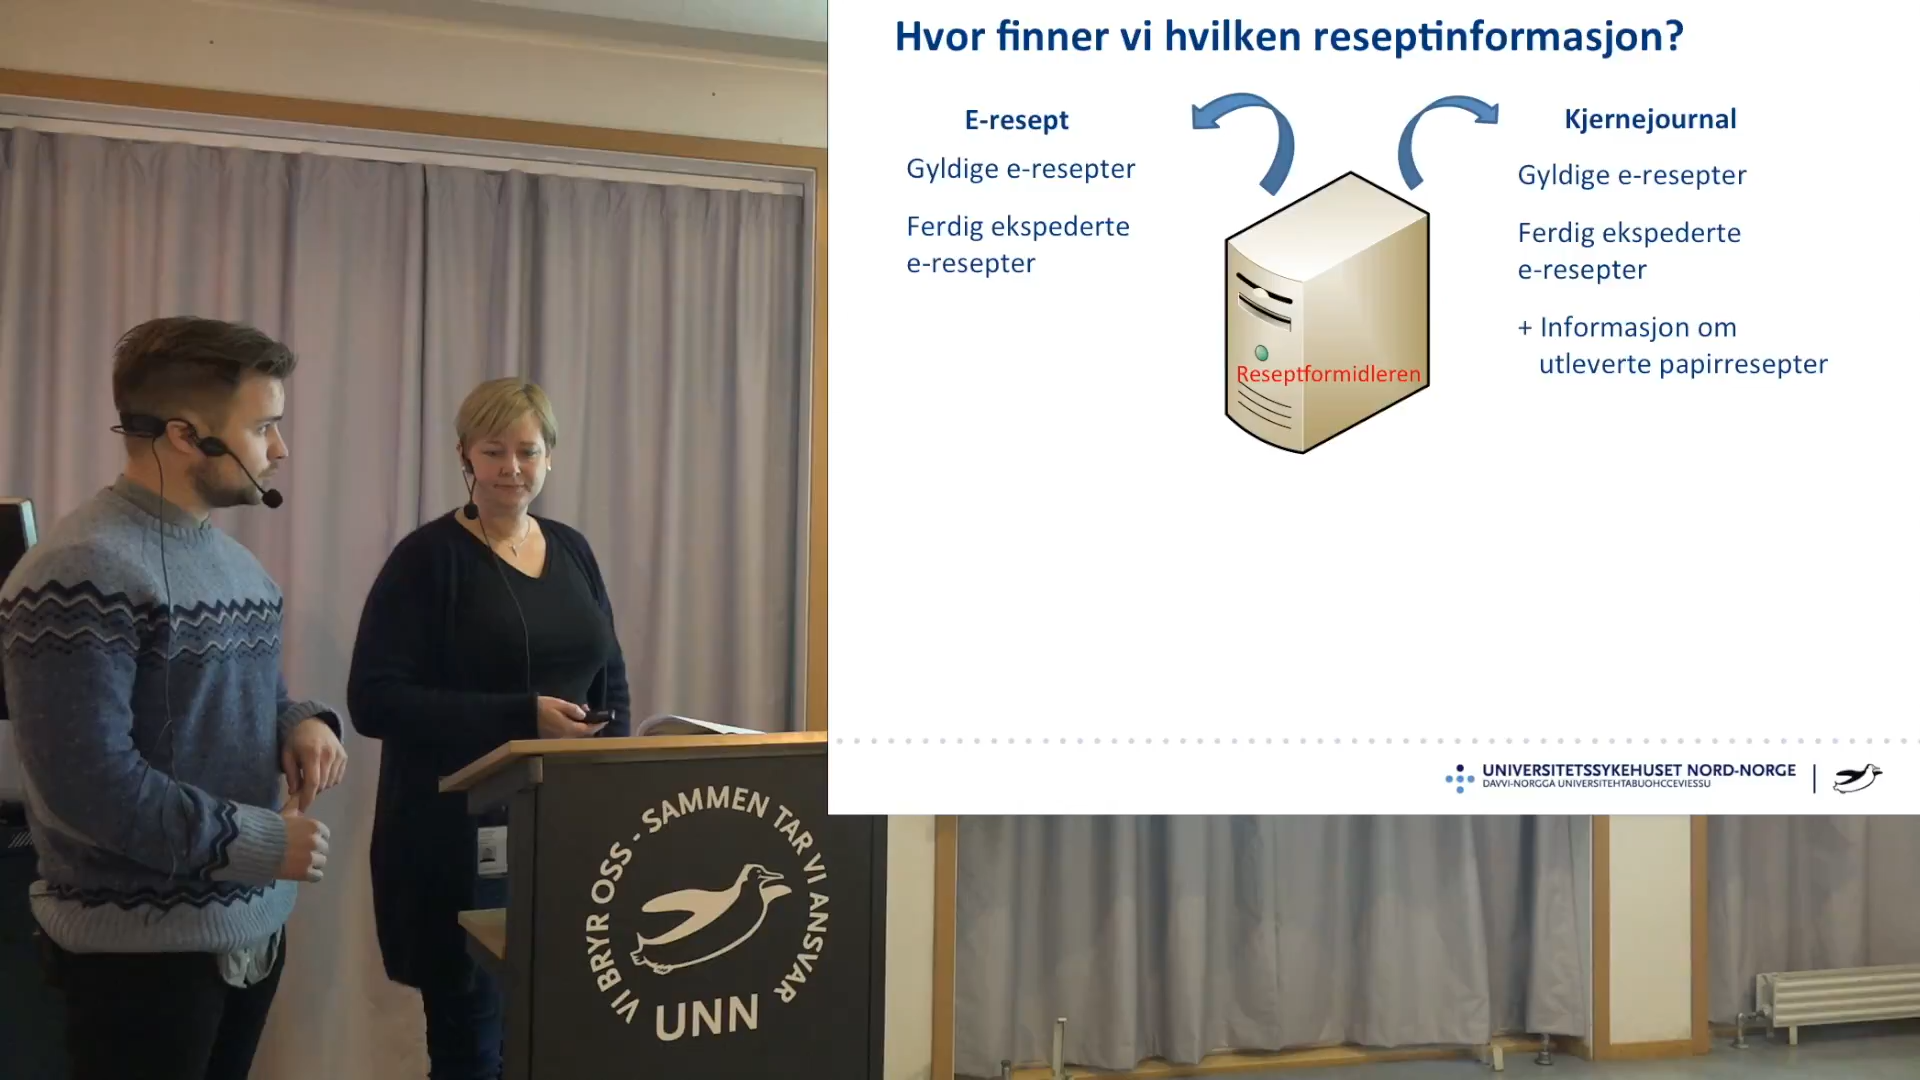 Hvor finner vi hvilken reseptinformasjon?
E-resept
Gyldige e-resepter
Ferdig ekspederte
e-resepter
Reseptformidleren
Kjernejournal
Gyldige e-resepter
Ferdig ekspederte
e-resepter
+ Informasjon om
utleverte papirresepter
UNIVERSITETSSYKEHUSET NORD-NORGE
DAVVI-NORGGA UNIVERSITEHTABUOHCCEVIESSU
VI BRYR OSS - SAMMEN TAR VI ANSVAR
UNN